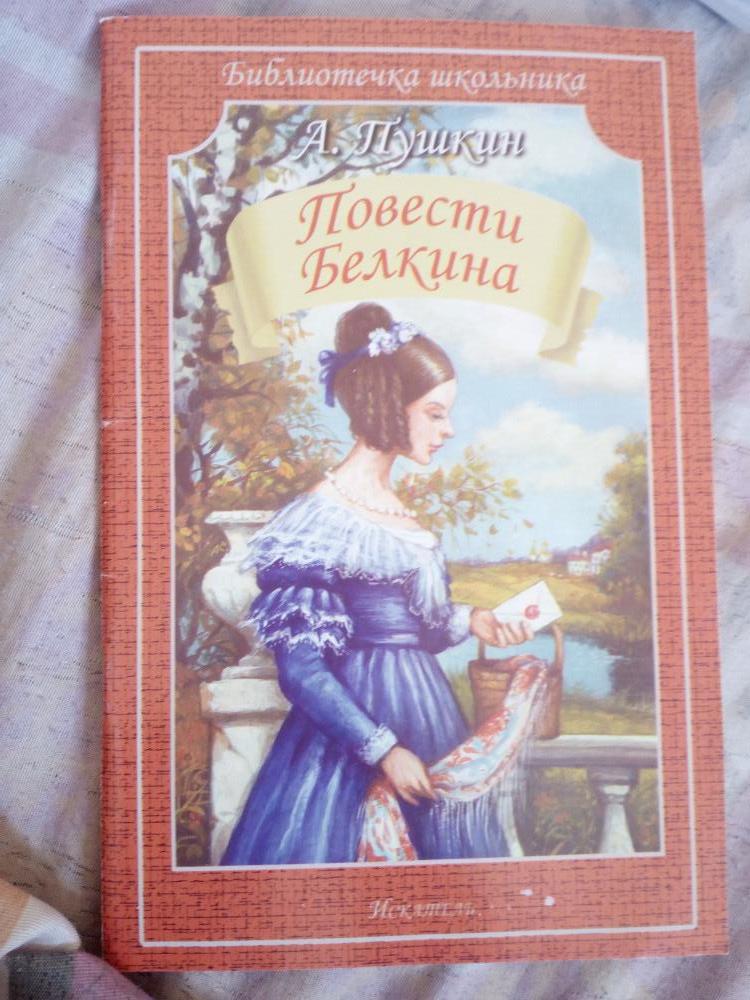 Библиотечка школьника
А. Пушкин
Повести
Белкина
Искатель